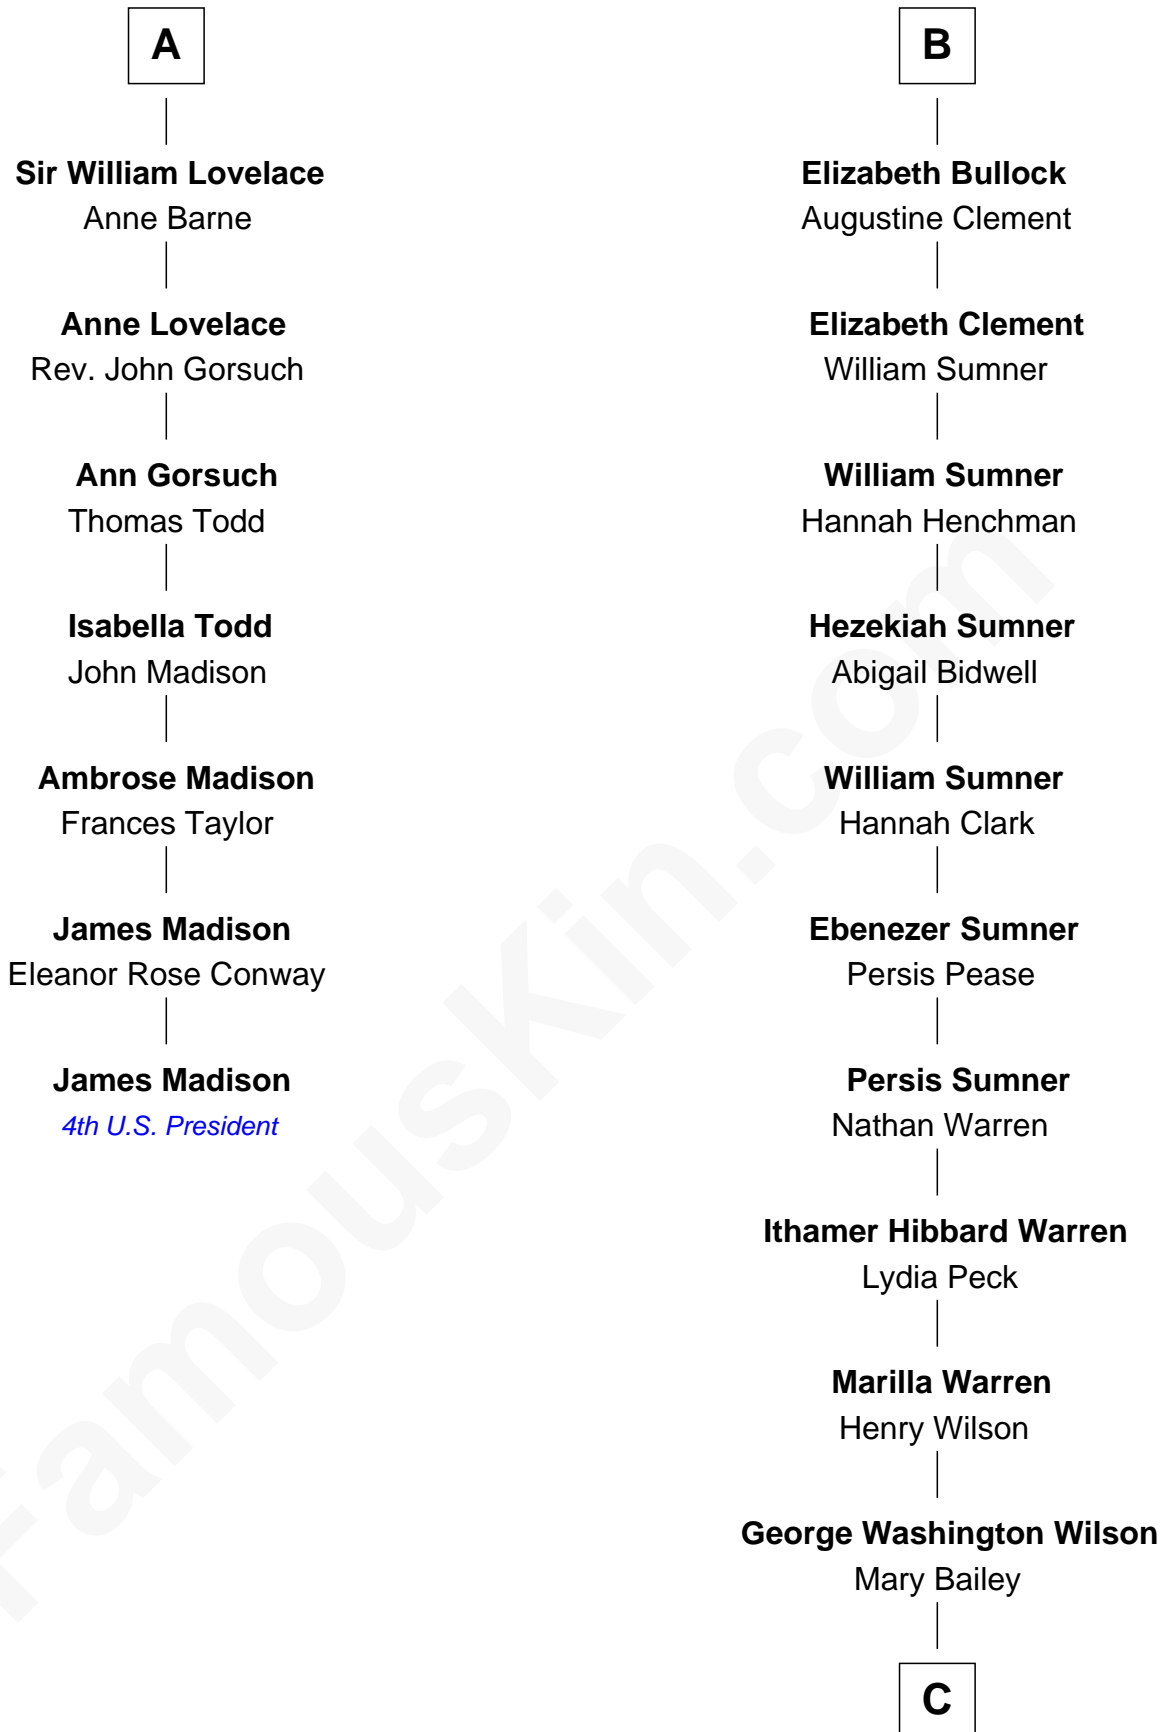 A
Sir William Lovelace
Anne Barne
Anne Lovelace
Rev. John Gorsuch
Ann Gorsuch
Thomas Todd
Isabella Todd
John Madison
Ambrose Madison
Frances Taylor
James Madison
Eleanor Rose Conway
James Madison
4th U.S. President
B
Elizabeth Bullock
Augustine Clement
Elizabeth Clement
William Sumner
William Sumner
Hannah Henchman
Hezekiah Sumner
Abigail Bidwell
William Sumner
Hannah Clark
Ebenezer Sumner
Persis Pease
Persis Sumner
Nathan Warren
Ithamer Hibbard Warren
Lydia Peck
Marilla Warren
Henry Wilson
George Washington Wilson
Mary Bailey
C
FamousKin.com